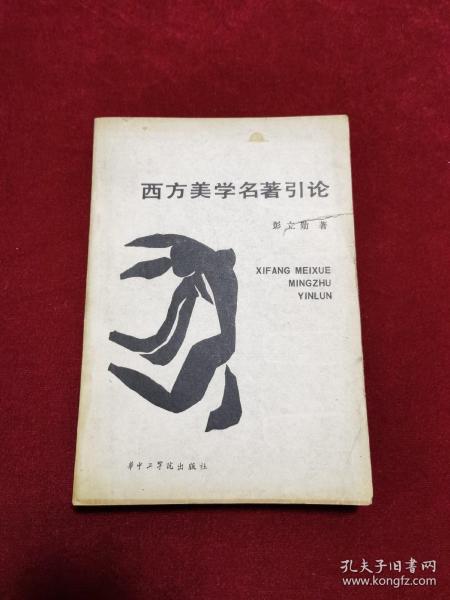 西方美学名著引论
彭立勋 著
XIFANG MEIXUE
MINGZHU
YINLUN
华中工学院出版社
孔夫子旧书网
www.kongfz.com